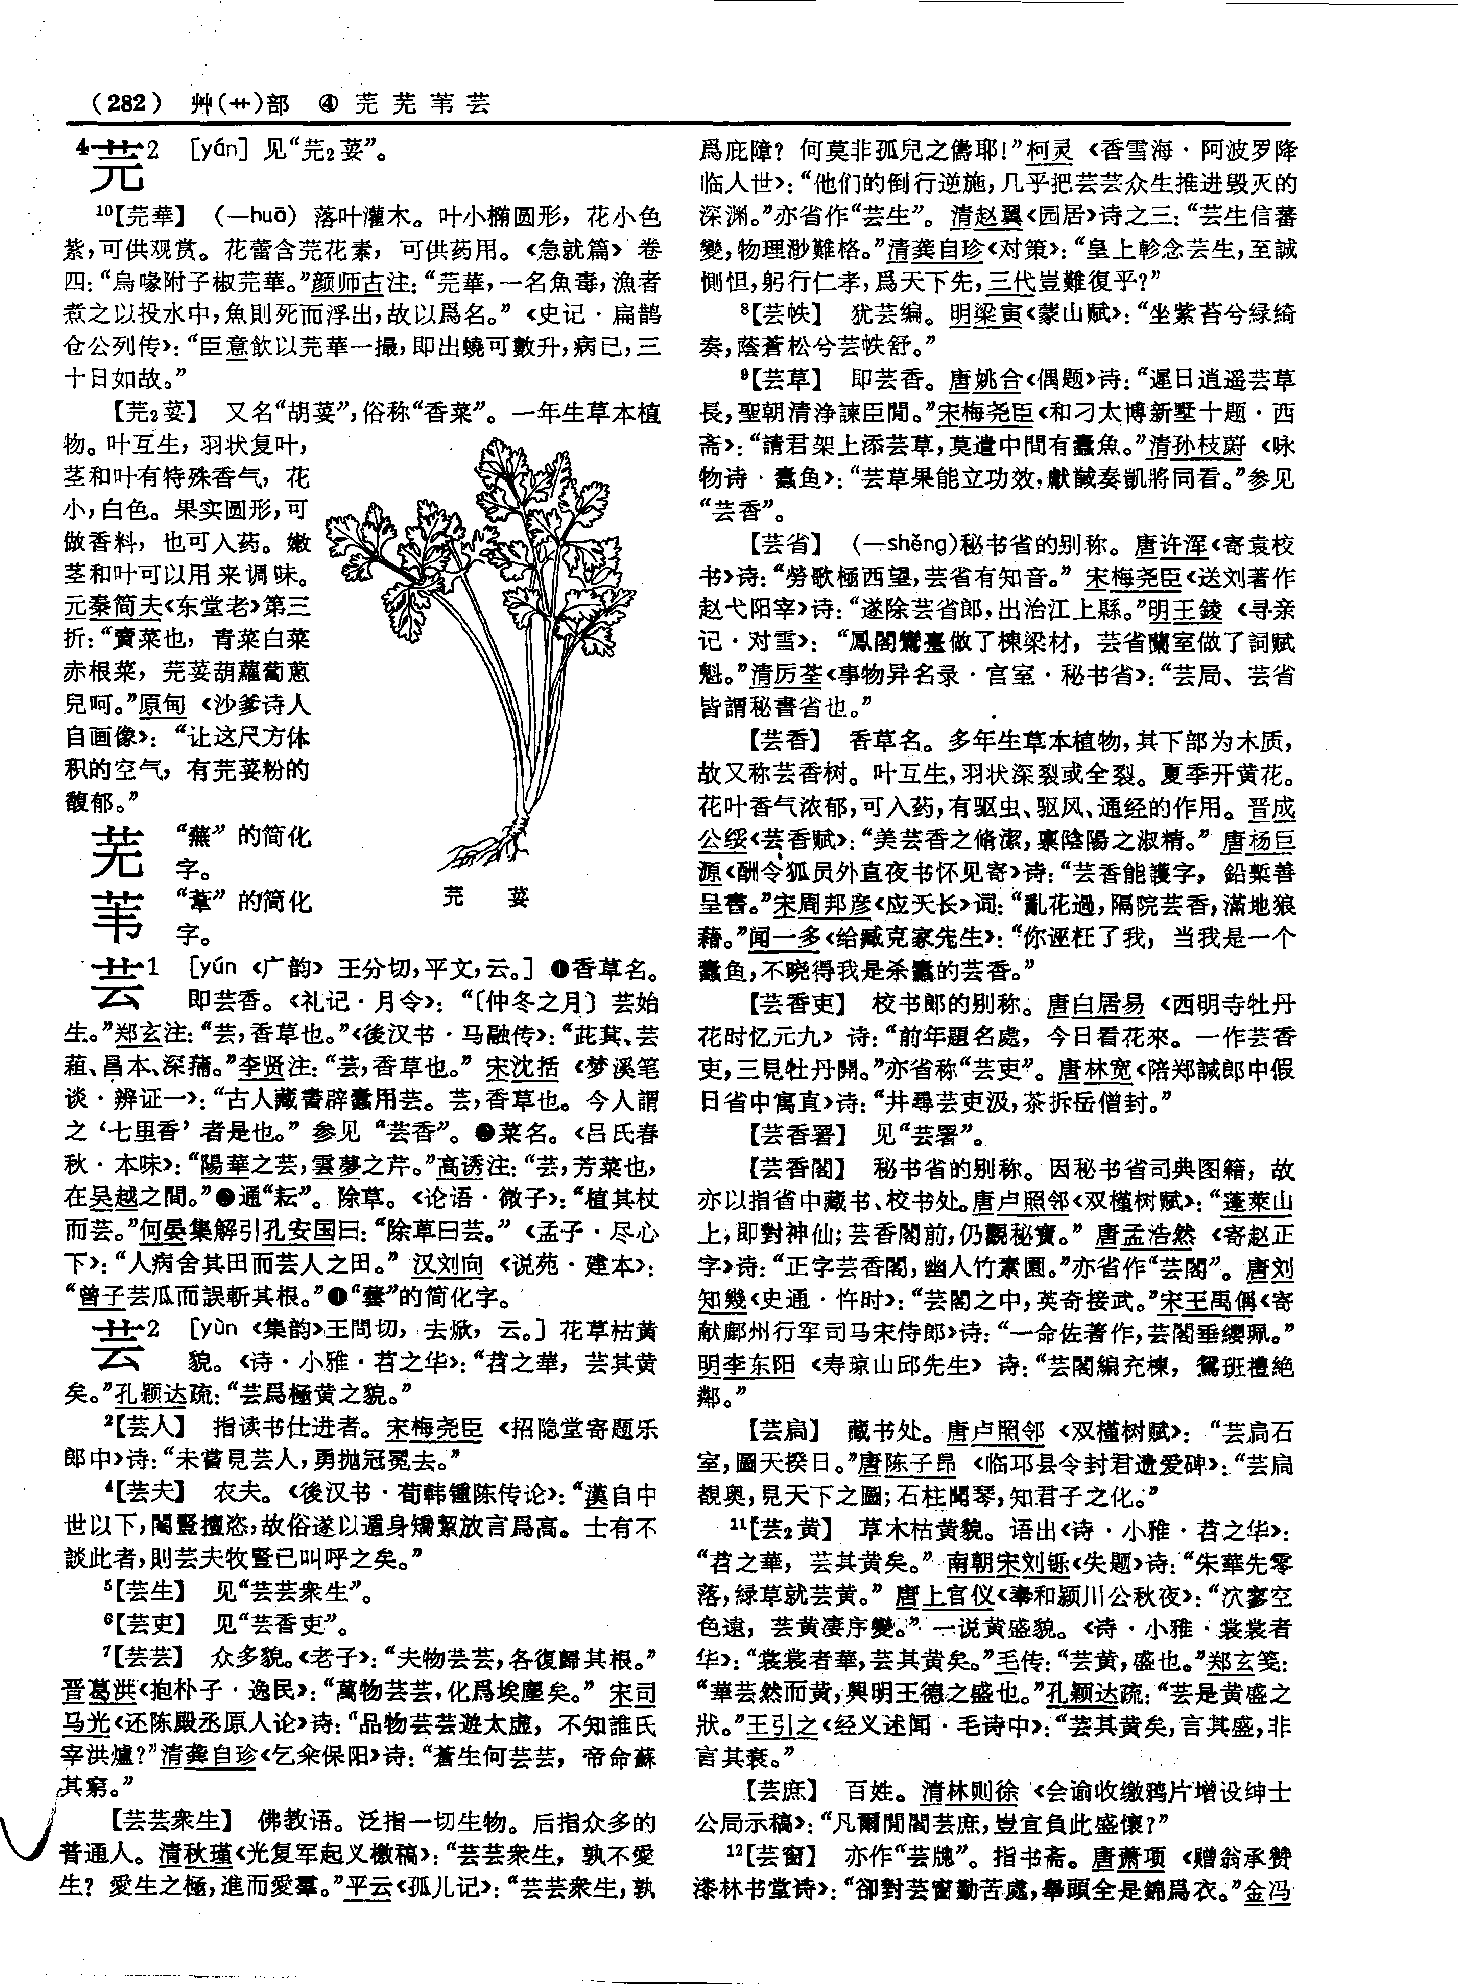 (282) 艸(艹)部 ④ 芫芜苇芸
4芫2 [yán] 见“芫₂荽”。
¹⁰【芫華】 (—huā) 落叶灌木。叶小椭圆形，花小色
紫，可供观赏。花蕾含芫花素，可供药用。《急就篇》卷
四：“烏喙附子椒芫華。”颜师古注：“芫華，一名魚毒，漁者
煮之以投水中，魚則死而浮出，故以爲名。”《史记·扁鹊
仓公列传》：“臣意飲以芫華一撮，即出蟯可數升，病已，三
十日如故。”
【芫₂荽】 又名“胡荽”，俗称“香菜”。一年生草本植
物。叶互生，羽状复叶，
茎和叶有特殊香气，花
小，白色。果实圆形，可
做香料，也可入药。嫩
茎和叶可以用来调味。
元秦简夫《东堂老》第三
折：“賣菜也，青菜白菜
赤根菜，芫荽葫蘿蔔蔥
兒呵。”原甸《沙爹诗人
自画像》：“让这尺方体
积的空气，有芫荽粉的
馥郁。”
芜 “蕪”的简化
字。
苇 “葦”的简化
字。
芫 荽
芸1 [yún《广韵》王分切，平文，云。] ❶香草名。
即芸香。《礼记·月令》：“〔仲冬之月〕芸始
生。”郑玄注：“芸，香草也。”《後汉书·马融传》：“茈萁、芸
蒩、昌本、深蒱。”李贤注：“芸，香草也。”宋沈括《梦溪笔
谈·辨证一》：“古人藏書辟蠹用芸。芸，香草也。今人謂
之‘七里香’者是也。”参见“芸香”。❷菜名。《吕氏春
秋·本味》：“陽華之芸，雲夢之芹。”高诱注：“芸，芳菜也，
在吴越之間。”❸通“耘”。除草。《论语·微子》：“植其杖
而芸。”何晏集解引孔安国曰：“除草曰芸。”《孟子·尽心
下》：“人病舍其田而芸人之田。”汉刘向《说苑·建本》：
“曾子芸瓜而誤斬其根。”❹“蕓”的简化字。
芸2 [yùn《集韵》王問切，去焮，云。] 花草枯黄
貌。《诗·小雅·苕之华》：“苕之華，芸其黄
矣。”孔颖达疏：“芸爲極黄之貌。”
²【芸人】 指读书仕进者。宋梅尧臣《招隐堂寄题乐
郎中》诗：“未嘗見芸人，勇抛冠冕去。”
⁴【芸夫】 农夫。《後汉书·荀韩锺陈传论》：“漢自中
世以下，閹豎擅恣，故俗遂以遁身矯絜放言爲高。士有不
談此者，則芸夫牧豎已叫呼之矣。”
⁵【芸生】 见“芸芸衆生”。
⁶【芸吏】 见“芸香吏”。
⁷【芸芸】 众多貌。《老子》：“夫物芸芸，各復歸其根。”
晋葛洪《抱朴子·逸民》：“萬物芸芸，化爲埃塵矣。”宋司
马光《还陈殿丞原人论》诗：“品物芸芸遊太虚，不知誰氏
宰洪爐？”清龚自珍《乞籴保阳》诗：“蒼生何芸芸，帝命蘇
其窮。”
【芸芸衆生】 佛教语。泛指一切生物。后指众多的
普通人。清秋瑾《光复军起义檄稿》：“芸芸衆生，孰不愛
生？愛生之極，進而愛羣。”平云《孤儿记》：“芸芸衆生，孰
爲庇障？何莫非孤兒之儔耶！”柯灵《香雪海·阿波罗降
临人世》：“他们的倒行逆施，几乎把芸芸众生推进毁灭的
深渊。”亦省作“芸生”。清赵翼《园居》诗之三：“芸生信蕃
變，物理渺難格。”清龚自珍《对策》：“皇上軫念芸生，至誠
惻怛，躬行仁孝，爲天下先，三代豈難復乎？”
⁸【芸帙】 犹芸编。明梁寅《蒙山赋》：“坐紫苔兮緑綺
奏，蔭蒼松兮芸帙舒。”
⁹【芸草】 即芸香。唐姚合《偶题》诗：“遲日逍遥芸草
長，聖朝清净諫臣閒。”宋梅尧臣《和刁太博新墅十题·西
斋》：“請君架上添芸草，莫遣中間有蠹魚。”清孙枝蔚《咏
物诗·蠹鱼》：“芸草果能立功效，獻馘奏凱將同看。”参见
“芸香”。
【芸省】 (—shěng)秘书省的别称。唐许浑《寄袁校
书》诗：“勞歌極西望，芸省有知音。”宋梅尧臣《送刘著作
赵弋阳宰》诗：“遂除芸省郎，出治江上縣。”明王錂《寻亲
记·对雪》：“鳳閣鸞臺做了棟梁材，芸省蘭室做了詞賦
魁。”清厉荃《事物异名录·宫室·秘书省》：“芸局、芸省
皆謂秘書省也。”
【芸香】 香草名。多年生草本植物，其下部为木质，
故又称芸香树。叶互生，羽状深裂或全裂。夏季开黄花。
花叶香气浓郁，可入药，有驱虫、驱风、通经的作用。晋成
公绥《芸香赋》：“美芸香之脩潔，禀陰陽之淑精。”唐杨巨
源《酬令狐员外直夜书怀见寄》诗：“芸香能護字，鉛槧善
呈書。”宋周邦彦《应天长》词：“亂花過，隔院芸香，滿地狼
藉。”闻一多《给臧克家先生》：“你诬枉了我，当我是一个
蠹鱼，不晓得我是杀蠹的芸香。”
【芸香吏】 校书郎的别称。唐白居易《西明寺牡丹
花时忆元九》诗：“前年題名處，今日看花來。一作芸香
吏，三見牡丹開。”亦省称“芸吏”。唐林宽《陪郑諴郎中假
日省中寓直》诗：“井尋芸吏汲，茶拆岳僧封。”
【芸香署】 见“芸署”。
【芸香閣】 秘书省的别称。因秘书省司典图籍，故
亦以指省中藏书、校书处。唐卢照邻《双槿树赋》：“蓬萊山
上，即對神仙；芸香閣前，仍觀秘寶。”唐孟浩然《寄赵正
字》诗：“正字芸香閣，幽人竹素園。”亦省作“芸閣”。唐刘
知幾《史通·忤时》：“芸閣之中，英奇接武。”宋王禹偁《寄
献鄜州行军司马宋侍郎》诗：“一命佐著作，芸閣垂纓珮。”
明李东阳《寿琼山邱先生》诗：“芸閣編充棟，鴛班禮絶
鄰。”
【芸扃】 藏书处。唐卢照邻《双槿树赋》：“芸扃石
室，圖天揆日。”唐陈子昂《临邛县令封君遗爱碑》：“芸扃
覩奥，見天下之圖；石柱聞琴，知君子之化。”
¹¹【芸₂黄】 草木枯黄貌。语出《诗·小雅·苕之华》：
“苕之華，芸其黄矣。”南朝宋刘铄《失题》诗：“朱華先零
落，緑草就芸黄。”唐上官仪《奉和颍川公秋夜》：“泬寥空
色遠，芸黄凄序變。”一说黄盛貌。《诗·小雅·裳裳者
华》：“裳裳者華，芸其黄矣。”毛传：“芸黄，盛也。”郑玄笺：
“華芸然而黄，興明王德之盛也。”孔颖达疏：“芸是黄盛之
狀。”王引之《经义述闻·毛诗中》：“芸其黄矣，言其盛，非
言其衰。”
【芸庶】 百姓。清林则徐《会谕收缴鸦片增设绅士
公局示稿》：“凡爾閭閻芸庶，豈宜負此盛懷？”
¹²【芸窗】 亦作“芸牕”。指书斋。唐萧项《赠翁承赞
漆林书堂诗》：“卻對芸窗勤苦處，舉頭全是錦爲衣。”金冯